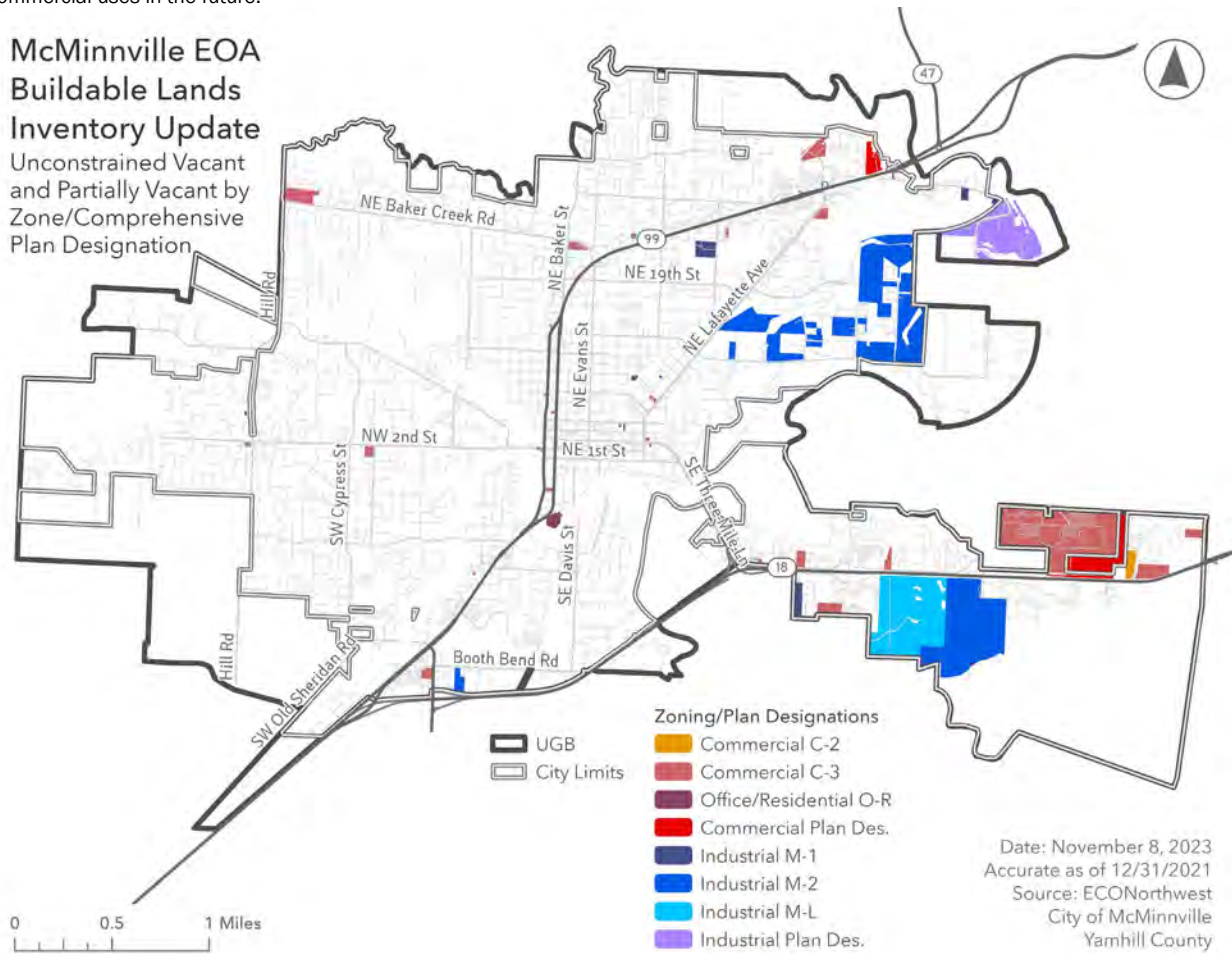 ommercial uses in the future.
McMinnville EOA
Buildable Lands
Inventory Update
Unconstrained Vacant
and Partially Vacant by
Zone/Comprehensive
Plan Designation
47
NE Baker Creek Rd
NE Baker St
99
NE 19th St
NE Lafayette Ave
Hill Rd
NE Evans St
NW 2nd St
NE 1st St
SW Cypress St
SE Three Mile Ln
SE Davis St
18
Hill Rd
Booth Bend Rd
SW Old Sheridan Rd
UGB
City Limits
Zoning/Plan Designations
Commercial C-2
Commercial C-3
Office/Residential O-R
Commercial Plan Des.
Industrial M-1
Industrial M-2
Industrial M-L
Industrial Plan Des.
Date: November 8, 2023
Accurate as of 12/31/2021
Source: ECONorthwest
City of McMinnville
Yamhill County
0 0.5 1 Miles